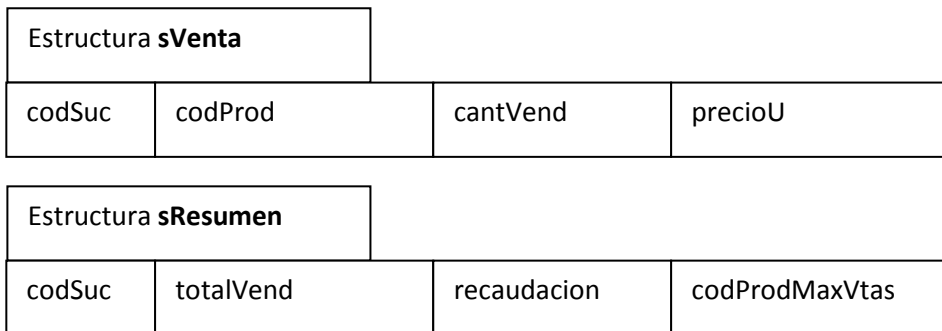 Estructura sVenta
codSuc codProd cantVend precioU
Estructura sResumen
codSuc totalVend recaudacion codProdMaxVtas